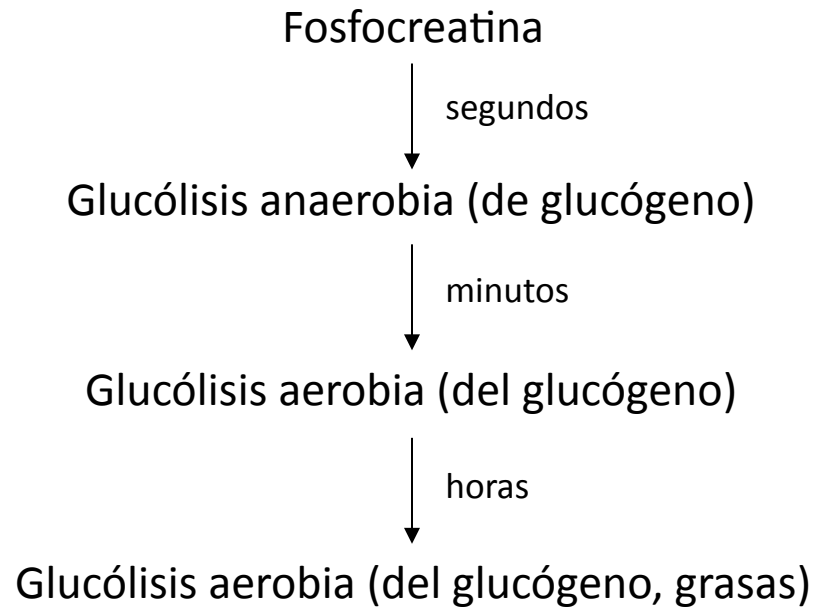 Fosfocreatina
segundos
Glucólisis anaerobia (de glucógeno)
minutos
Glucólisis aerobia (del glucógeno)
horas
Glucólisis aerobia (del glucógeno, grasas)